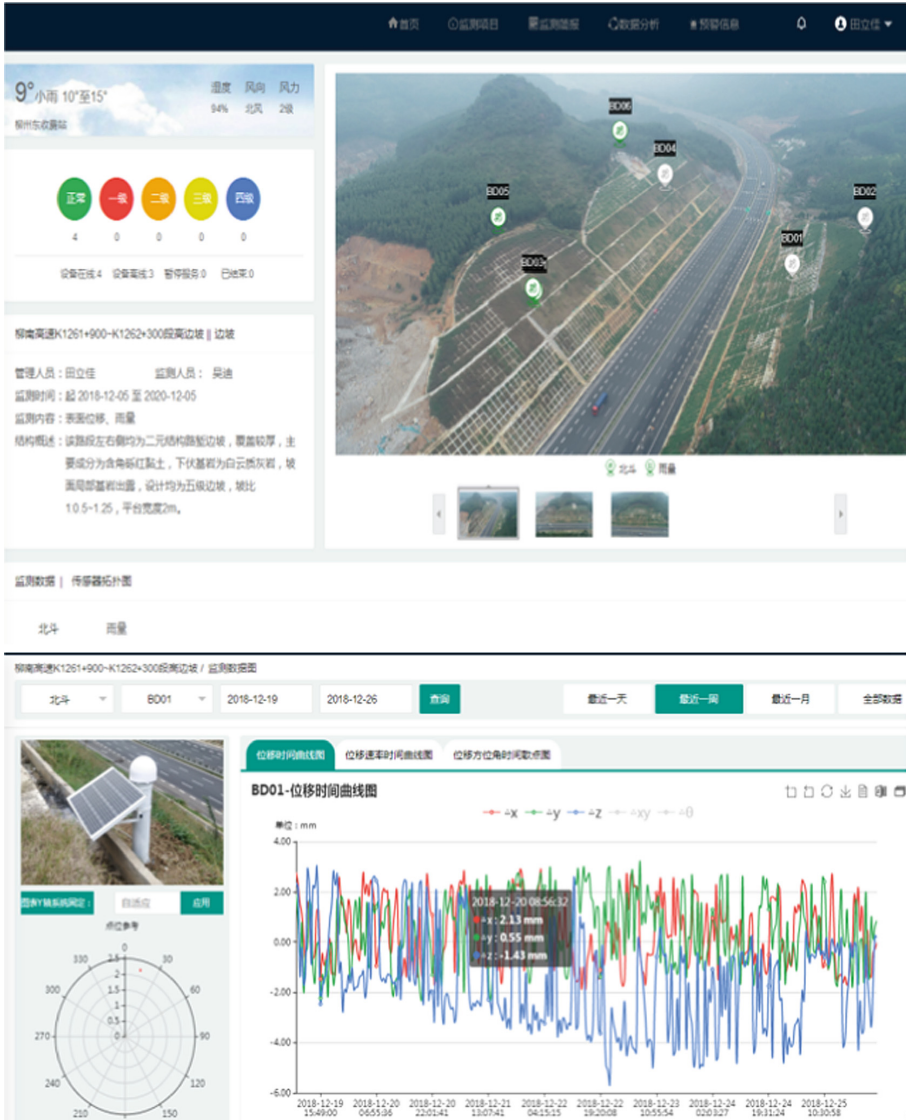 首页 监测项目 监测简报 数据分析 预警信息 田立佳
9° 小雨 10°至15° 湿度 风向 风力
94% 北风 2级
柳州东收费站
正常 一级 二级 三级 四级
4 0 0 0 0
设备在线:4 设备离线:3 暂停服务:0 已结束:0
BD06
BD04
BD05
BD02
BD01
BD03
北斗 雨量
柳南高速K1261+900~K1262+300段高边坡 || 边坡
管理人员：田立佳 监测人员： 吴迪
监测时间：起 2018-12-05 至 2020-12-05
监测内容：表面位移、雨量
结构概述：该路段左右侧均为二元结构路堑边坡，覆盖较厚，主
要成分为含角砾红黏土，下伏基岩为白云质灰岩，坡
面局部基岩出露，设计均为五级边坡，坡比
1:0.5~1.25，平台宽度2m。
监测数据 | 传感器拓扑图
北斗 雨量
柳南高速K1261+900~K1262+300段高边坡 / 监测数据图
北斗 BD01 2018-12-19 2018-12-26 查询 最近一天 最近一周 最近一月 全部数据
位移时间曲线图 位移速率时间曲线图 位移方位角时间散点图
BD01-位移时间曲线图
▵x ▵y ▵z ▵xy ▵θ
单位：mm
4.00
2.00
0.00
-2.00
-4.00
-6.00
2018-12-20 08:56:32
▵x : 2.13 mm
▵y : 0.55 mm
▵z : -1.43 mm
2018-12-19 2018-12-20 2018-12-20 2018-12-21 2018-12-22 2018-12-22 2018-12-23 2018-12-24 2018-12-24 2018-12-25
15:49:00 06:55:36 22:01:41 13:07:41 04:15:15 19:20:08 10:55:54 02:03:27 19:31:24 10:30:58
图表Y轴系统固定： 自适应 应用
点位参考
0
330 30
300 60
270 90
240 120
210 150
2.5
2
1.5
1
0.5
0